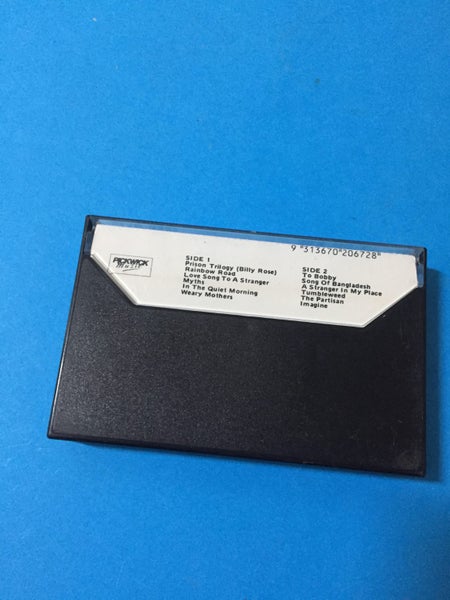 PICKWICK
Music
9 "313670"206728"
SIDE 1
Prison Trilogy (Billy Rose)
Rainbow Road
Love Song To A Stranger
Myths
In The Quiet Morning
Weary Mothers
SIDE 2
To Bobby
Song Of Bangladesh
A Stranger In My Place
Tumbleweed
The Partisan
Imagine